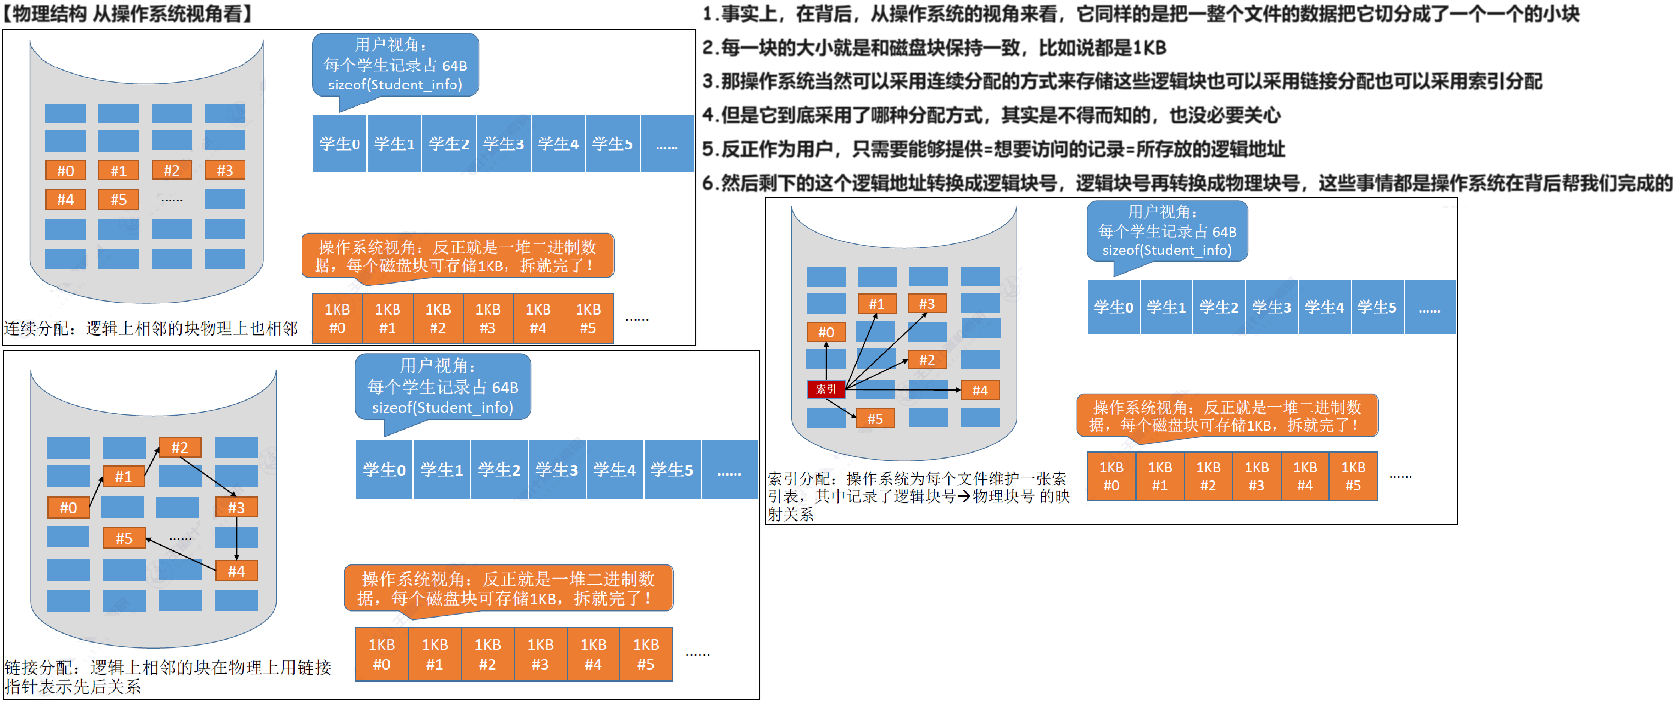 【物理结构 从操作系统视角看】
用户视角：
每个学生记录占 64B
sizeof(Student_info)
学生0 学生1 学生2 学生3 学生4 学生5 ……
#0 #1 #2 #3
#4 #5 ……
操作系统视角：反正就是一堆二进制数
据，每个磁盘块可存储1KB，拆就完了！
1KB 1KB 1KB 1KB 1KB 1KB
#0 #1 #2 #3 #4 #5 ……
连续分配：逻辑上相邻的块物理上也相邻
1.事实上，在背后，从操作系统的视角来看，它同样的是把一整个文件的数据把它切分成了一个一个的小块
2.每一块的大小就是和磁盘块保持一致，比如说都是1KB
3.那操作系统当然可以采用连续分配的方式来存储这些逻辑块也可以采用链接分配也可以采用索引分配
4.但是它到底采用了哪种分配方式，其实是不得而知的，也没必要关心
5.反正作为用户，只需要能够提供=想要访问的记录=所存放的逻辑地址
6.然后剩下的这个逻辑地址转换成逻辑块号，逻辑块号再转换成物理块号，这些事情都是操作系统在背后帮我们完成的
用户视角：
每个学生记录占 64B
sizeof(Student_info)
学生0 学生1 学生2 学生3 学生4 学生5 ……
#2
#1
#0 #3
#5 ……
#4
操作系统视角：反正就是一堆二进制数
据，每个磁盘块可存储1KB，拆就完了！
1KB 1KB 1KB 1KB 1KB 1KB
#0 #1 #2 #3 #4 #5 ……
链接分配：逻辑上相邻的块在物理上用链接
指针表示先后关系
用户视角：
每个学生记录占 64B
sizeof(Student_info)
学生0 学生1 学生2 学生3 学生4 学生5 ……
#1 #3
#0
#2
索引 #4
#5
操作系统视角：反正就是一堆二进制数
据，每个磁盘块可存储1KB，拆就完了！
1KB 1KB 1KB 1KB 1KB 1KB
#0 #1 #2 #3 #4 #5 ……
索引分配：操作系统为每个文件维护一张索
引表，其中记录了逻辑块号→物理块号 的映
射关系